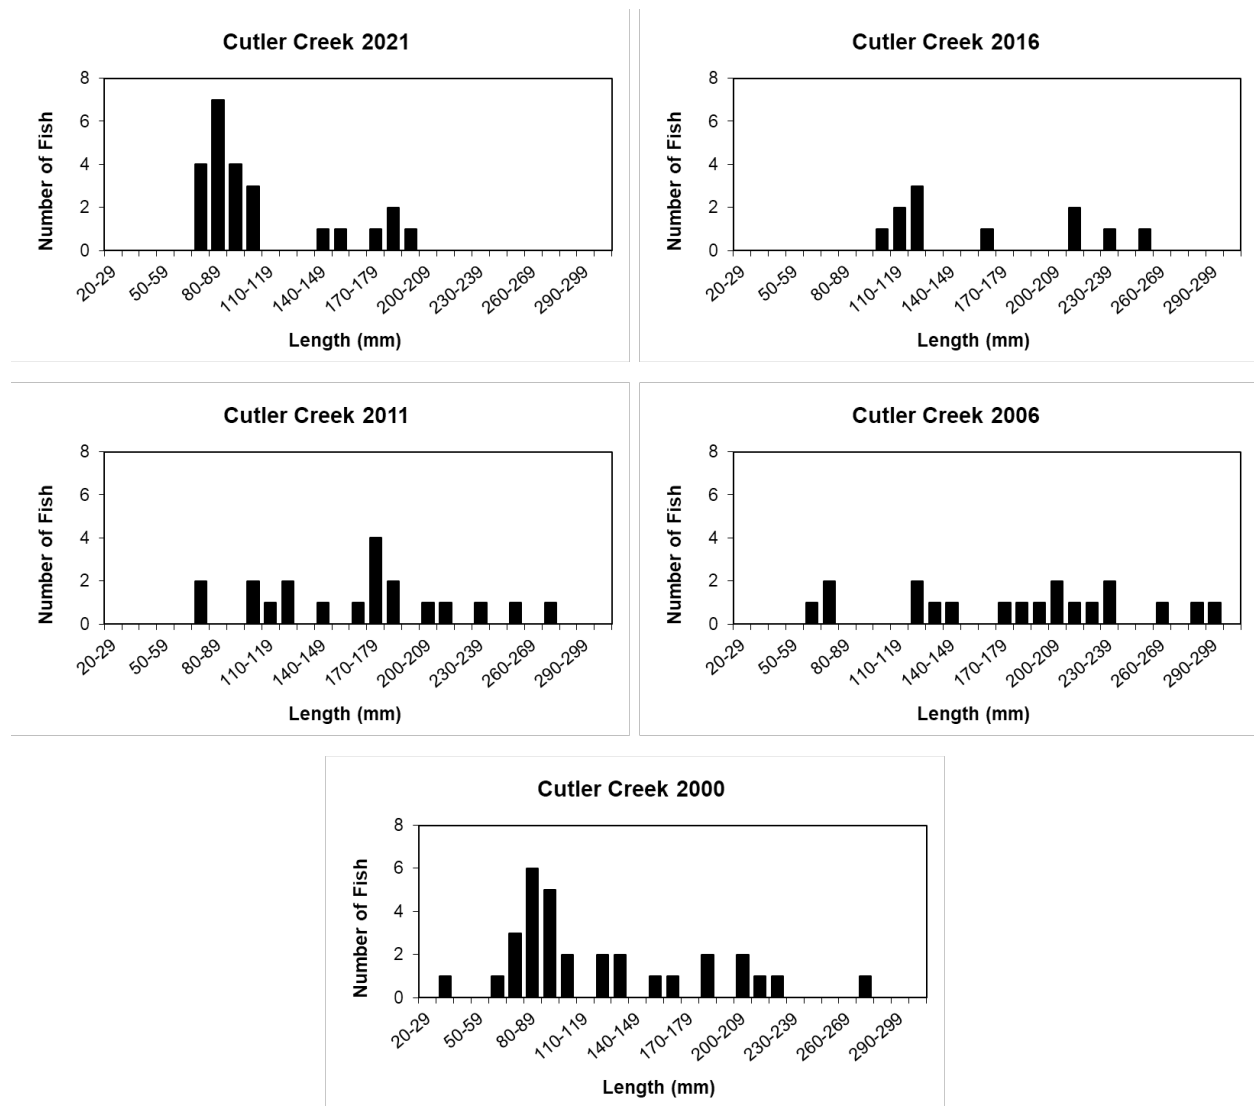 Cutler Creek 2021
Number of Fish
8
6
4
2
0
20-29 50-59 80-89 110-119 140-149 170-179 200-209 230-239 260-269 290-299
Length (mm)
Cutler Creek 2016
Number of Fish
8
6
4
2
0
20-29 50-59 80-89 110-119 140-149 170-179 200-209 230-239 260-269 290-299
Length (mm)
Cutler Creek 2011
Number of Fish
8
6
4
2
0
20-29 50-59 80-89 110-119 140-149 170-179 200-209 230-239 260-269 290-299
Length (mm)
Cutler Creek 2006
Number of Fish
8
6
4
2
0
20-29 50-59 80-89 110-119 140-149 170-179 200-209 230-239 260-269 290-299
Length (mm)
Cutler Creek 2000
Number of Fish
8
6
4
2
0
20-29 50-59 80-89 110-119 140-149 170-179 200-209 230-239 260-269 290-299
Length (mm)